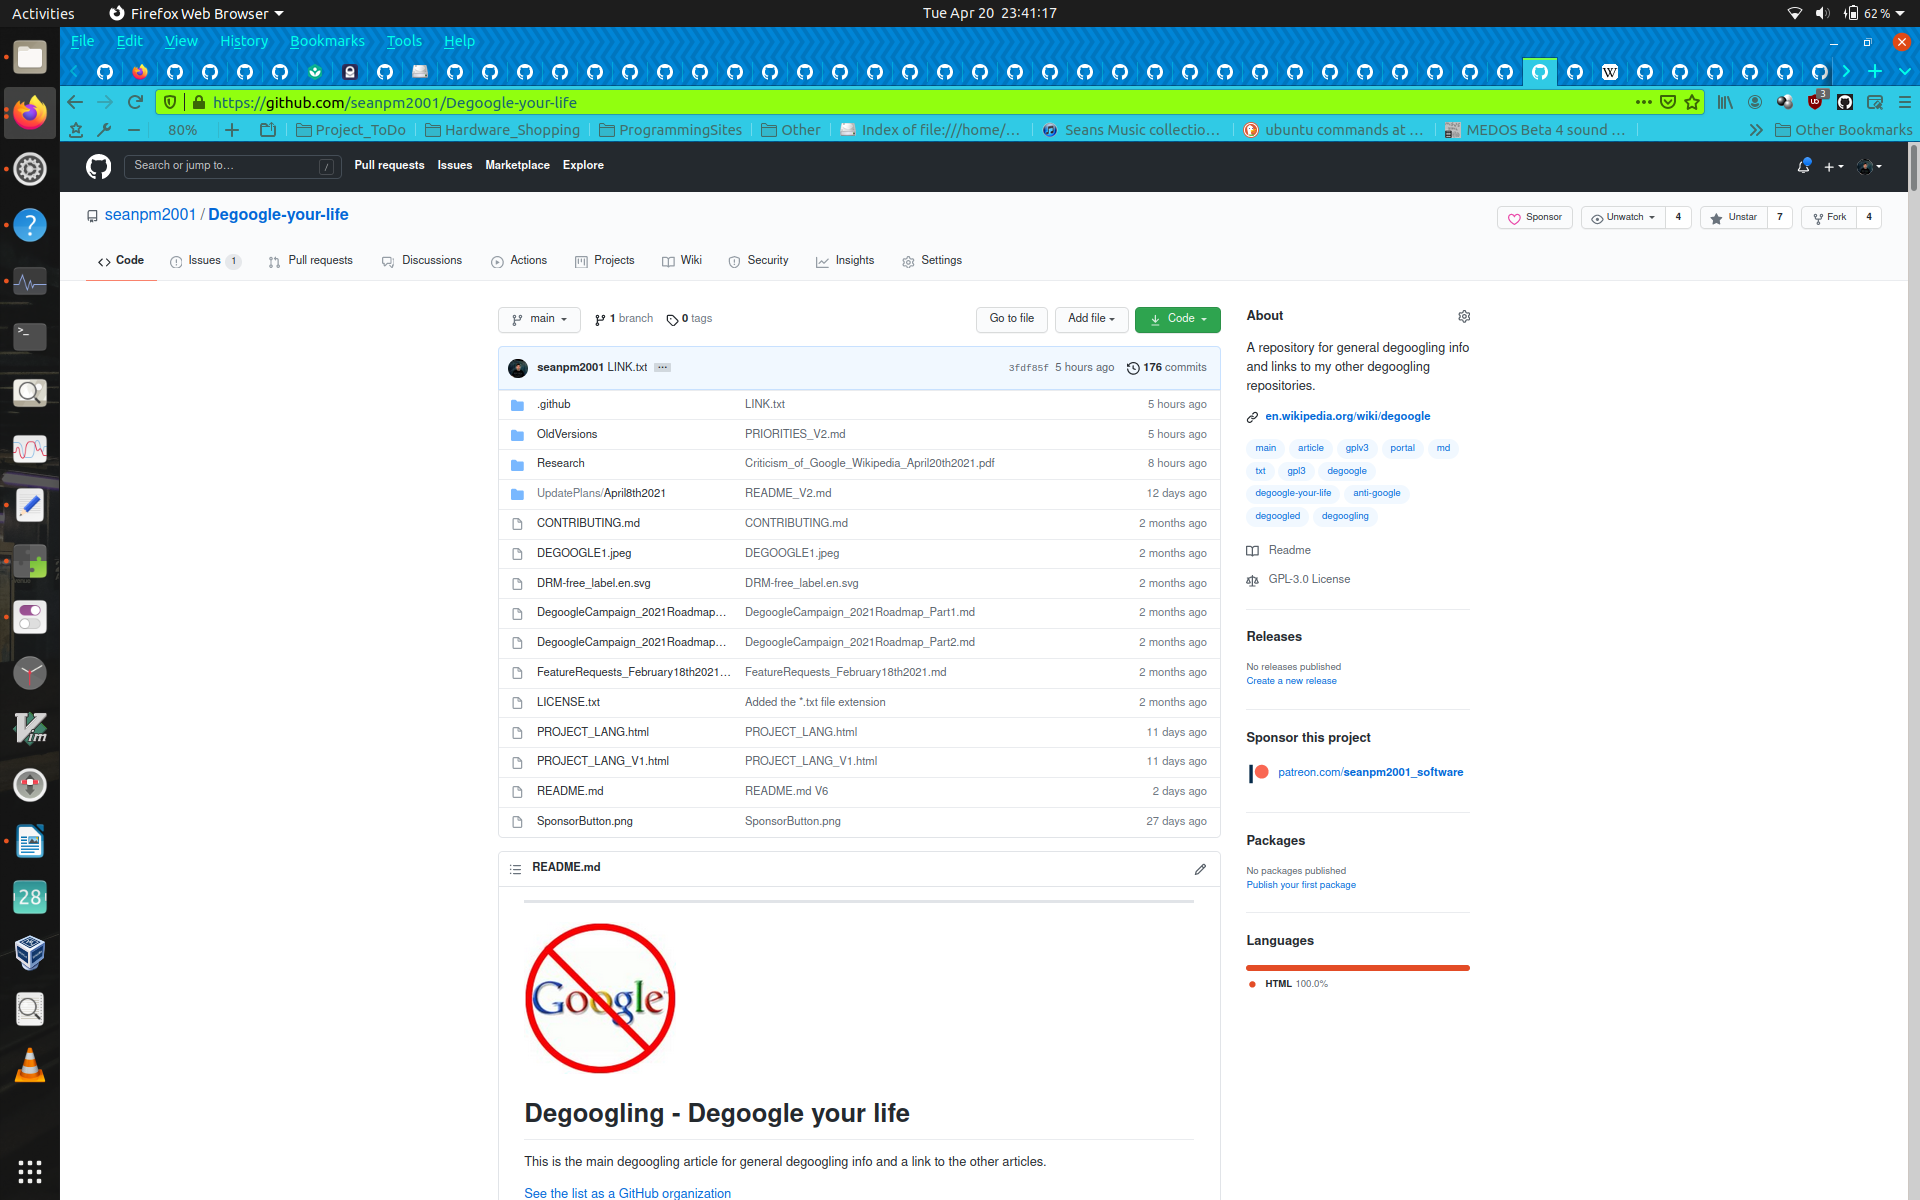 Activities Firefox Web Browser Tue Apr 20 23:41:17 62 %
File Edit View History Bookmarks Tools Help
https://github.com/seanpm2001/Degoogle-your-life 3
80% Project_ToDo Hardware_Shopping ProgrammingSites Other Index of file:///home/... Seans Music collectio... ubuntu commands at ... MEDOS Beta 4 sound ... Other Bookmarks
Search or jump to... / Pull requests Issues Marketplace Explore
seanpm2001 / Degoogle-your-life Sponsor Unwatch 4 Unstar 7 Fork 4
Code Issues 1 Pull requests Discussions Actions Projects Wiki Security Insights Settings
main 1 branch 0 tags Go to file Add file Code
seanpm2001 LINK.txt ... 3fdf85f 5 hours ago 176 commits
.github LINK.txt 5 hours ago
OldVersions PRIORITIES_V2.md 5 hours ago
Research Criticism_of_Google_Wikipedia_April20th2021.pdf 8 hours ago
UpdatePlans/April8th2021 README_V2.md 12 days ago
CONTRIBUTING.md CONTRIBUTING.md 2 months ago
DEGOOGLE1.jpeg DEGOOGLE1.jpeg 2 months ago
DRM-free_label.en.svg DRM-free_label.en.svg 2 months ago
DegoogleCampaign_2021Roadmap... DegoogleCampaign_2021Roadmap_Part1.md 2 months ago
DegoogleCampaign_2021Roadmap... DegoogleCampaign_2021Roadmap_Part2.md 2 months ago
FeatureRequests_February18th2021... FeatureRequests_February18th2021.md 2 months ago
LICENSE.txt Added the *.txt file extension 2 months ago
PROJECT_LANG.html PROJECT_LANG.html 11 days ago
PROJECT_LANG_V1.html PROJECT_LANG_V1.html 11 days ago
README.md README.md V6 2 days ago
SponsorButton.png SponsorButton.png 27 days ago
README.md
Google
Degoogling - Degoogle your life
This is the main degoogling article for general degoogling info and a link to the other articles.
See the list as a GitHub organization
About
A repository for general degoogling info
and links to my other degoogling
repositories.
en.wikipedia.org/wiki/degoogle
main article gplv3 portal md
txt gpl3 degoogle
degoogle-your-life anti-google
degoogled degoogling
Readme
GPL-3.0 License
Releases
No releases published
Create a new release
Sponsor this project
patreon.com/seanpm2001_software
Packages
No packages published
Publish your first package
Languages
HTML 100.0%
28